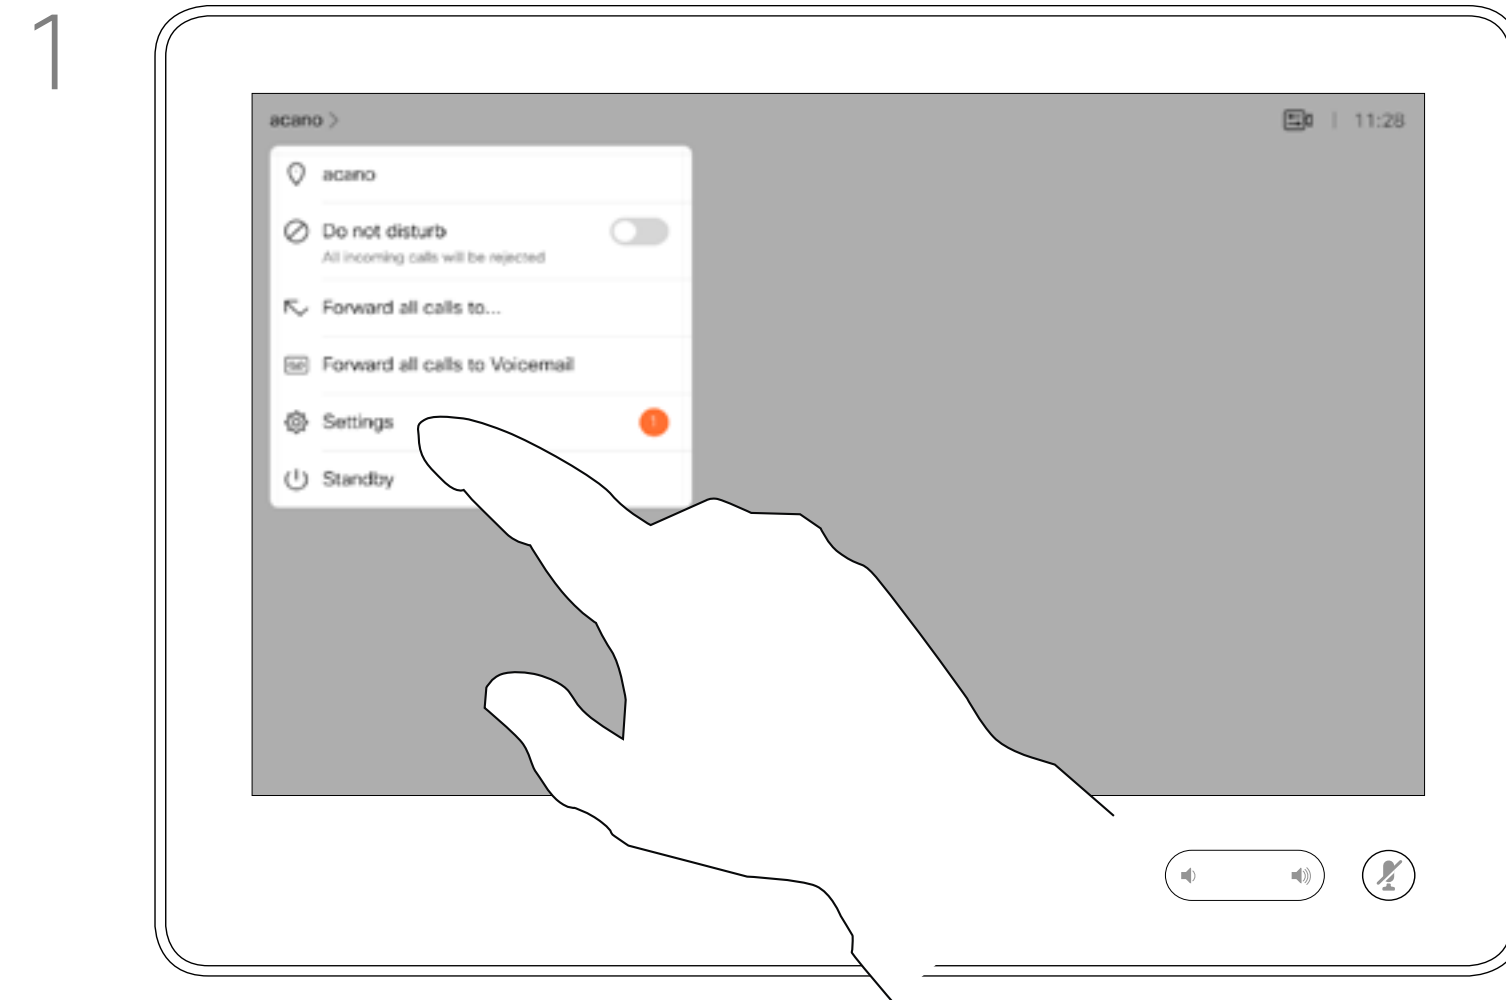 1
acano >
11:28
acano
Do not disturb
All incoming calls will be rejected
Forward all calls to...
Forward all calls to Voicemail
Settings
Standby